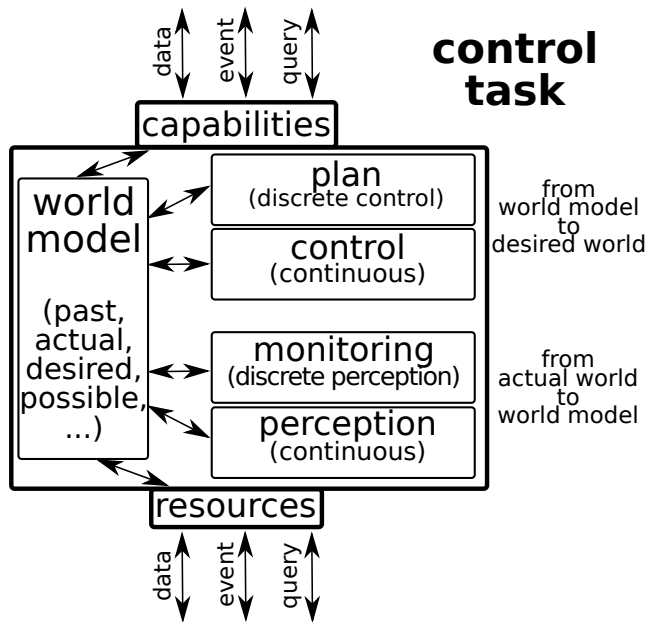 data
event
query
control
task
capabilities
world
model
(past,
actual,
desired,
possible,
...)
plan
(discrete control)
control
(continuous)
monitoring
(discrete perception)
perception
(continuous)
from
world model
to
desired world
from
actual world
to
world model
resources
data
event
query